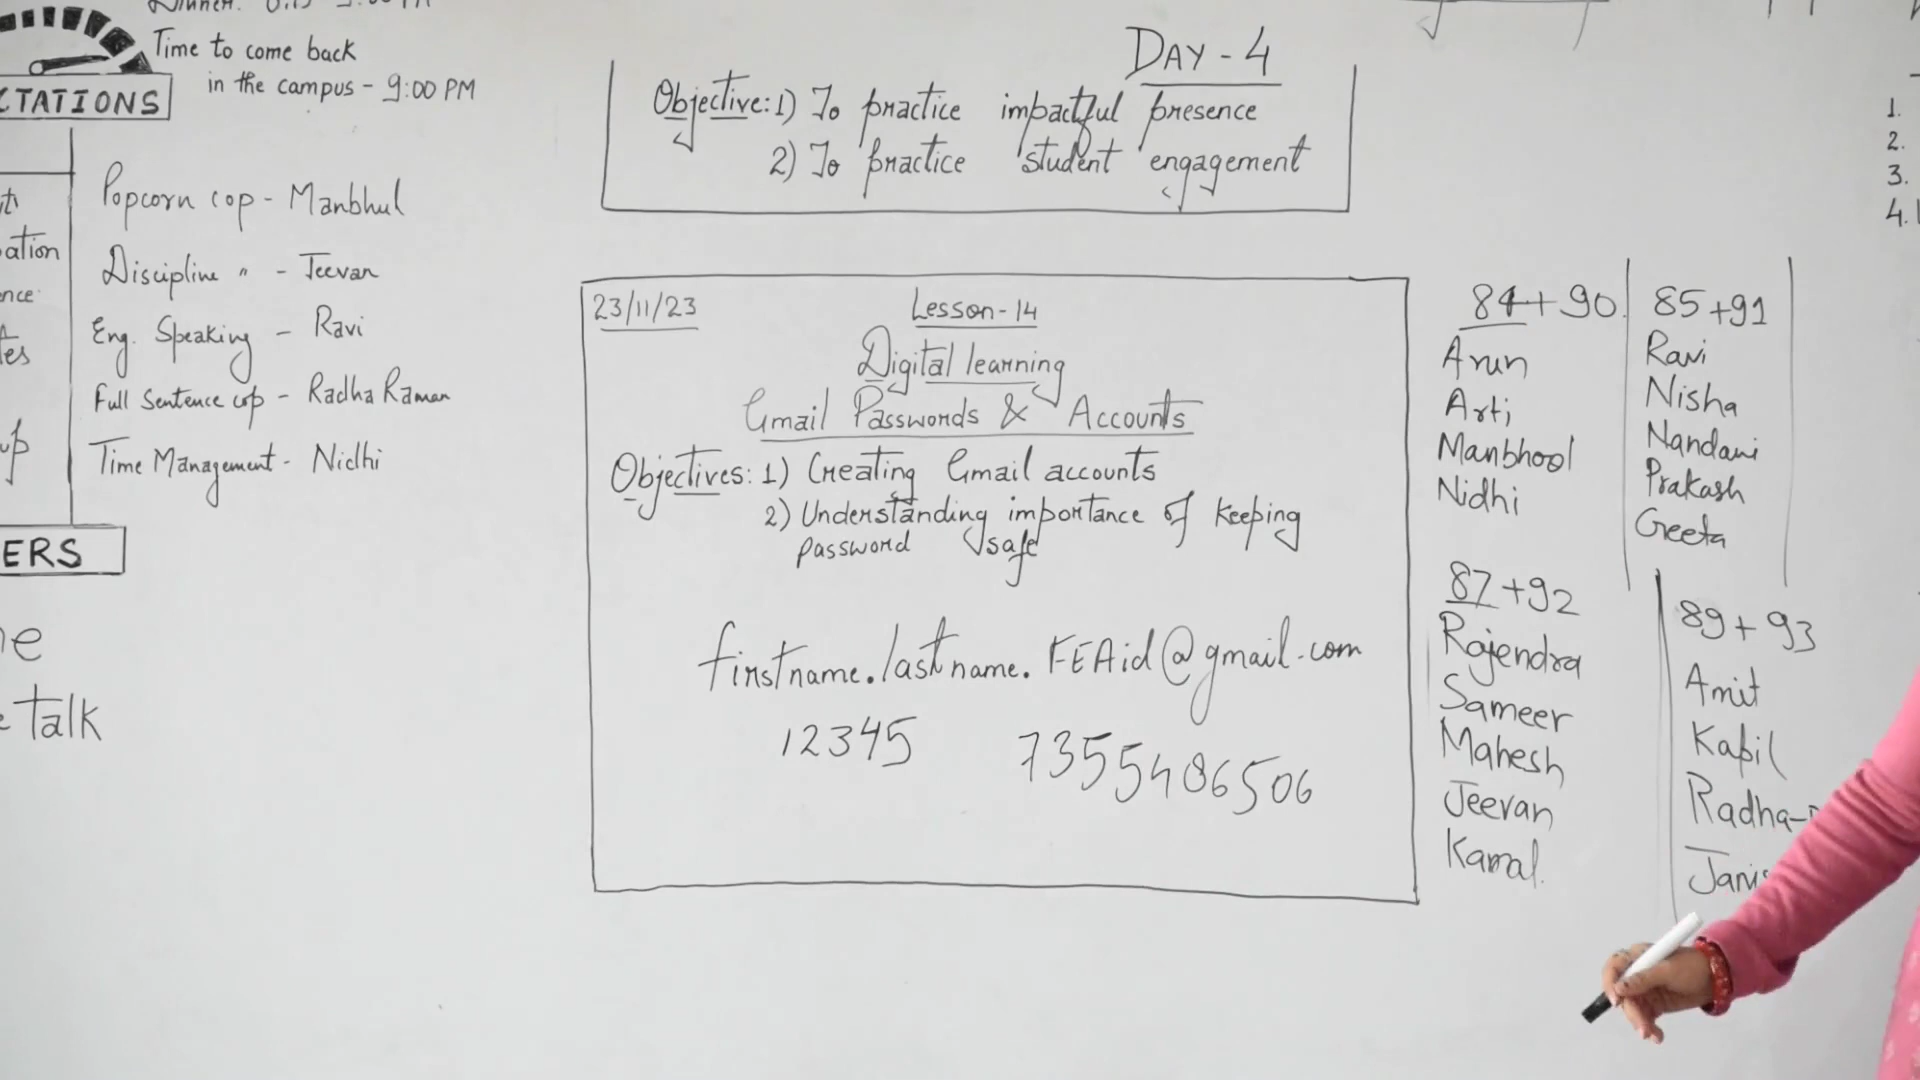 Time to come back
in the campus - 9:00 PM
CTATIONS
ation
Popcorn cop - Manbhul
Discipline " - Jeevan
Eng. Speaking - Ravi
Full Sentence cop - Radha Raman
Time Management - Nidhi
ERS
talk
DAY - 4
Objective: 1) To practice impactful presence
2) To practice student engagement
23/11/23
Lesson - 14
Digital learning
Gmail Passwords & Accounts
Objectives: 1) Creating Gmail accounts
2) Understanding importance of keeping
password safe
firstname.lastname.FEAid@gmail.com
12345 7355486506
84+90
Arun
Arti
Manbhool
Nidhi
85+91
Ravi
Nisha
Nandani
Prakash
Geeta
87+92
Rajendra
Sameer
Mahesh
Jeevan
Kamal.
89+93
Amit
Kapil
Radha-
Janis
1.
2.
3.
4.